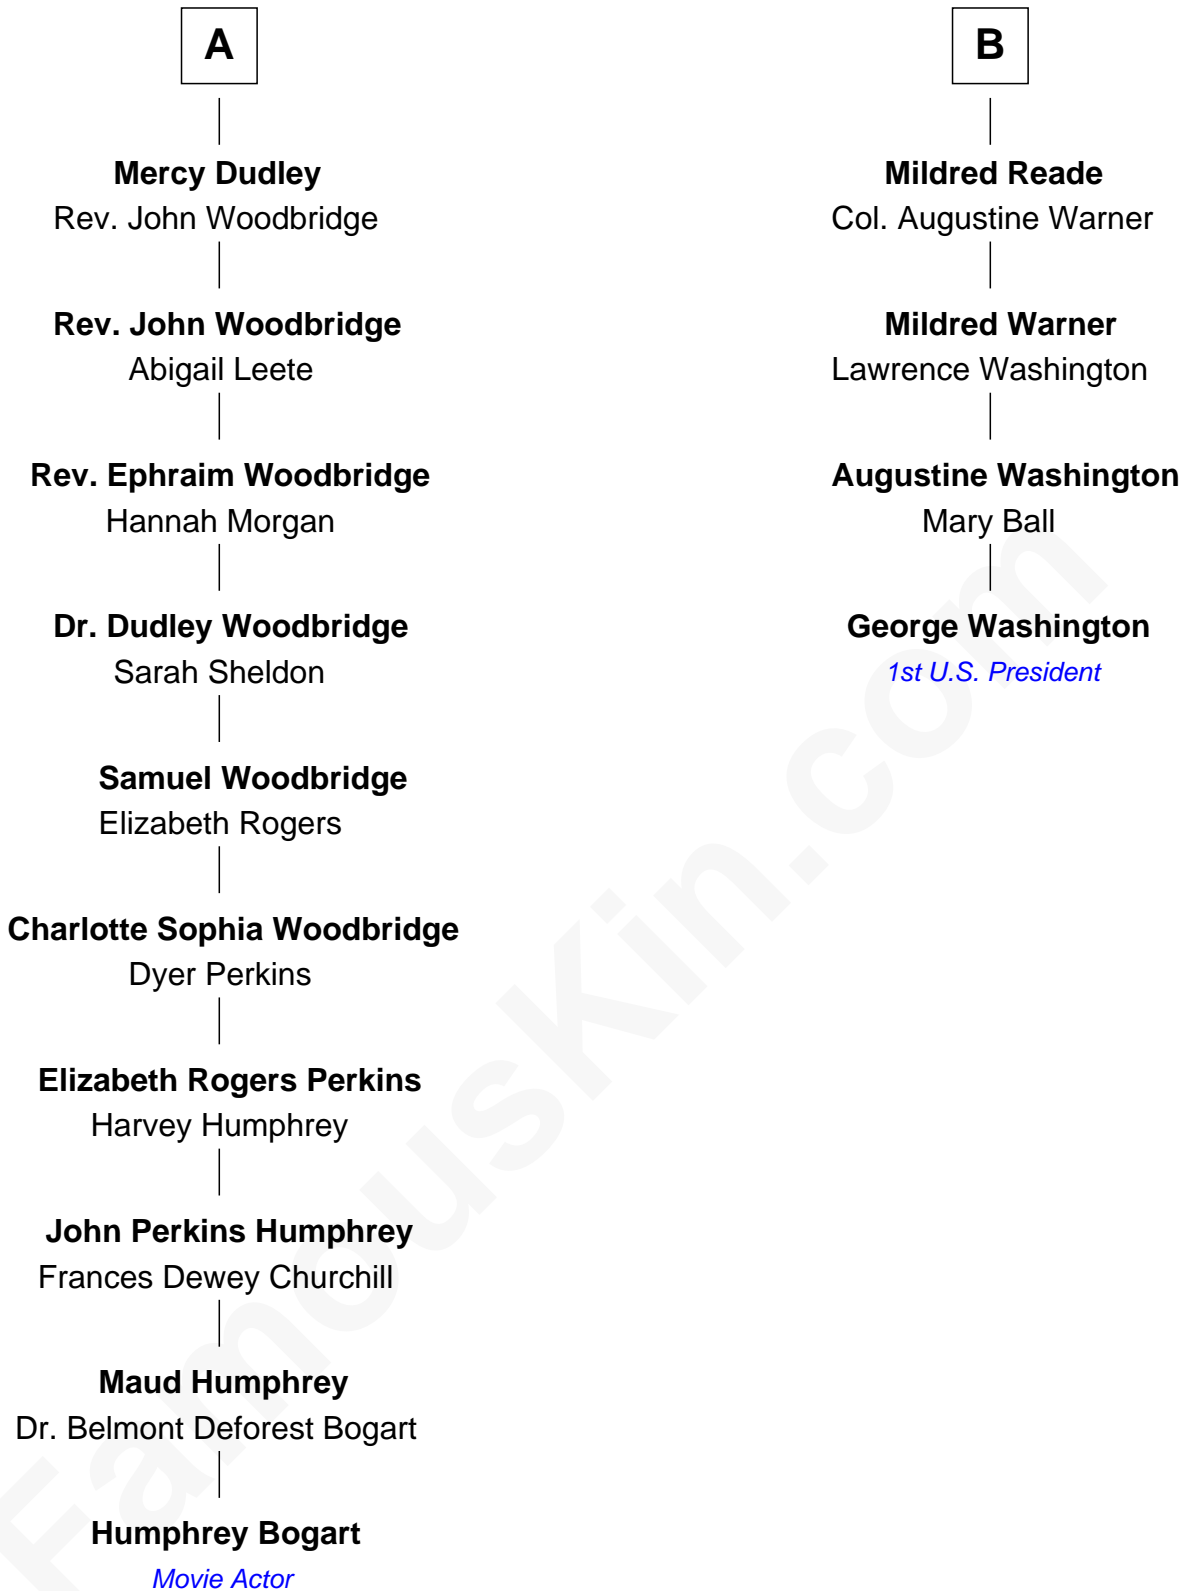 A
Mercy Dudley
Rev. John Woodbridge
Rev. John Woodbridge
Abigail Leete
Rev. Ephraim Woodbridge
Hannah Morgan
Dr. Dudley Woodbridge
Sarah Sheldon
Samuel Woodbridge
Elizabeth Rogers
Charlotte Sophia Woodbridge
Dyer Perkins
Elizabeth Rogers Perkins
Harvey Humphrey
John Perkins Humphrey
Frances Dewey Churchill
Maud Humphrey
Dr. Belmont Deforest Bogart
Humphrey Bogart
Movie Actor
B
Mildred Reade
Col. Augustine Warner
Mildred Warner
Lawrence Washington
Augustine Washington
Mary Ball
George Washington
1st U.S. President
FamousKin.com